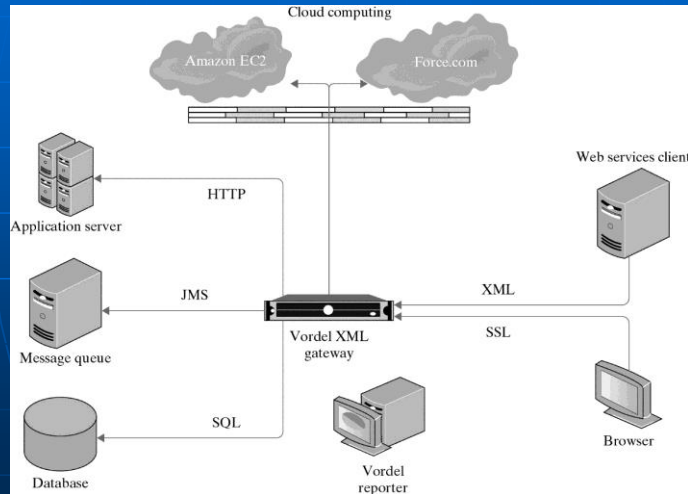 Cloud computing
Amazon EC2
Force.com
Web services client
HTTP
Application server
JMS
XML
Vordel XML
gateway
SSL
Message queue
SQL
Browser
Database
Vordel
reporter